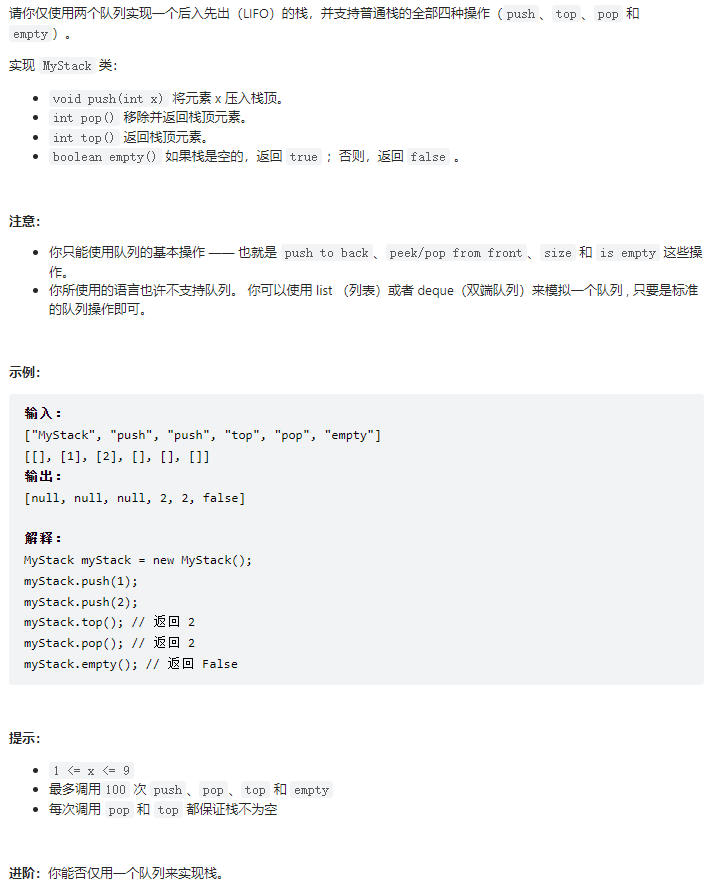 请你仅使用两个队列实现一个后入先出（LIFO）的栈，并支持普通栈的全部四种操作（push、top、pop 和
empty）。
实现 MyStack 类：
void push(int x) 将元素 x 压入栈顶。
int pop() 移除并返回栈顶元素。
int top() 返回栈顶元素。
boolean empty() 如果栈是空的，返回 true ；否则，返回 false 。
注意：
你只能使用队列的基本操作 —— 也就是 push to back、peek/pop from front、size 和 is empty 这些操
作。
你所使用的语言也许不支持队列。 你可以使用 list （列表）或者 deque（双端队列）来模拟一个队列 , 只要是标准
的队列操作即可。
示例：
输入：
["MyStack", "push", "push", "top", "pop", "empty"]
[[], [1], [2], [], [], []]
输出：
[null, null, null, 2, 2, false]
解释：
MyStack myStack = new MyStack();
myStack.push(1);
myStack.push(2);
myStack.top(); // 返回 2
myStack.pop(); // 返回 2
myStack.empty(); // 返回 False
提示：
1 <= x <= 9
最多调用100 次 push、pop、top 和 empty
每次调用 pop 和 top 都保证栈不为空
进阶：你能否仅用一个队列来实现栈。